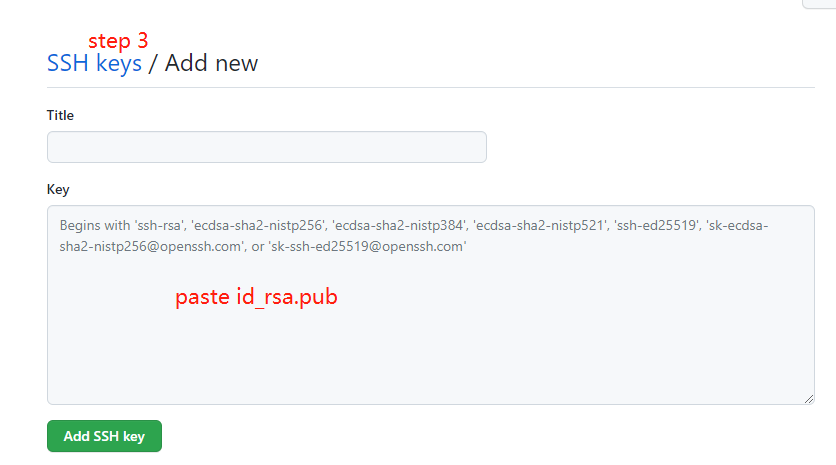 step 3
SSH keys / Add new
Title
Key
Begins with 'ssh-rsa', 'ecdsa-sha2-nistp256', 'ecdsa-sha2-nistp384', 'ecdsa-sha2-nistp521', 'ssh-ed25519', 'sk-ecdsa-
sha2-nistp256@openssh.com', or 'sk-ssh-ed25519@openssh.com'
paste id_rsa.pub
Add SSH key